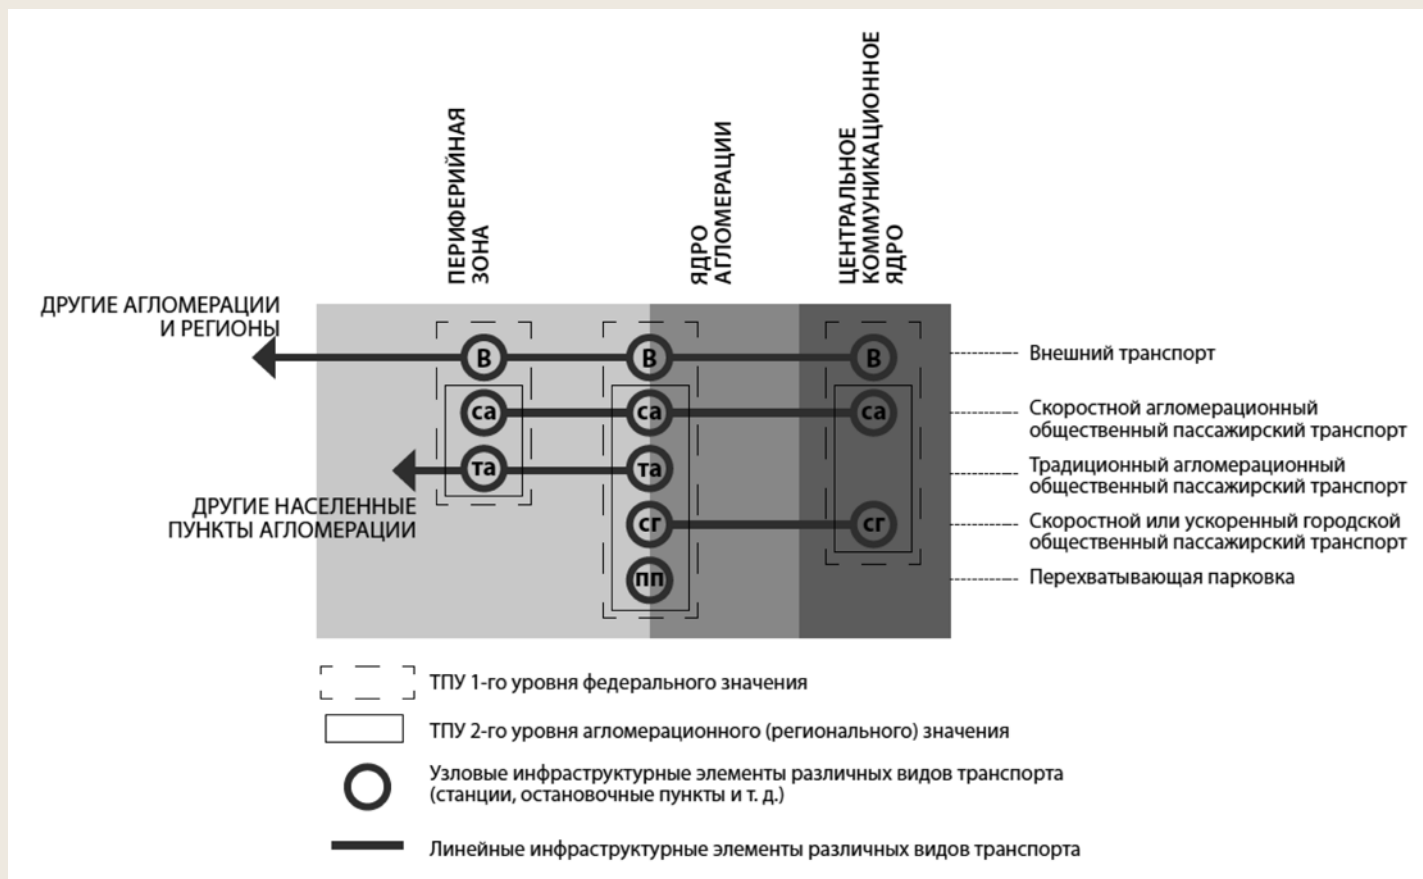 ПЕРИФЕРИЙНАЯ
ЗОНА
ЯДРО
АГЛОМЕРАЦИИ
ЦЕНТРАЛЬНОЕ
КОММУНИКАЦИОННОЕ
ЯДРО
ДРУГИЕ АГЛОМЕРАЦИИ
И РЕГИОНЫ
В
В
В
Внешний транспорт
са
са
са
Скоростной агломерационный
общественный пассажирский транспорт
та
та
Традиционный агломерационный
общественный пассажирский транспорт
ДРУГИЕ НАСЕЛЕННЫЕ
ПУНКТЫ АГЛОМЕРАЦИИ
сг
сг
Скоростной или ускоренный городской
общественный пассажирский транспорт
пп
Перехватывающая парковка
ТПУ 1-го уровня федерального значения
ТПУ 2-го уровня агломерационного (регионального) значения
Узловые инфраструктурные элементы различных видов транспорта
(станции, остановочные пункты и т. д.)
Линейные инфраструктурные элементы различных видов транспорта